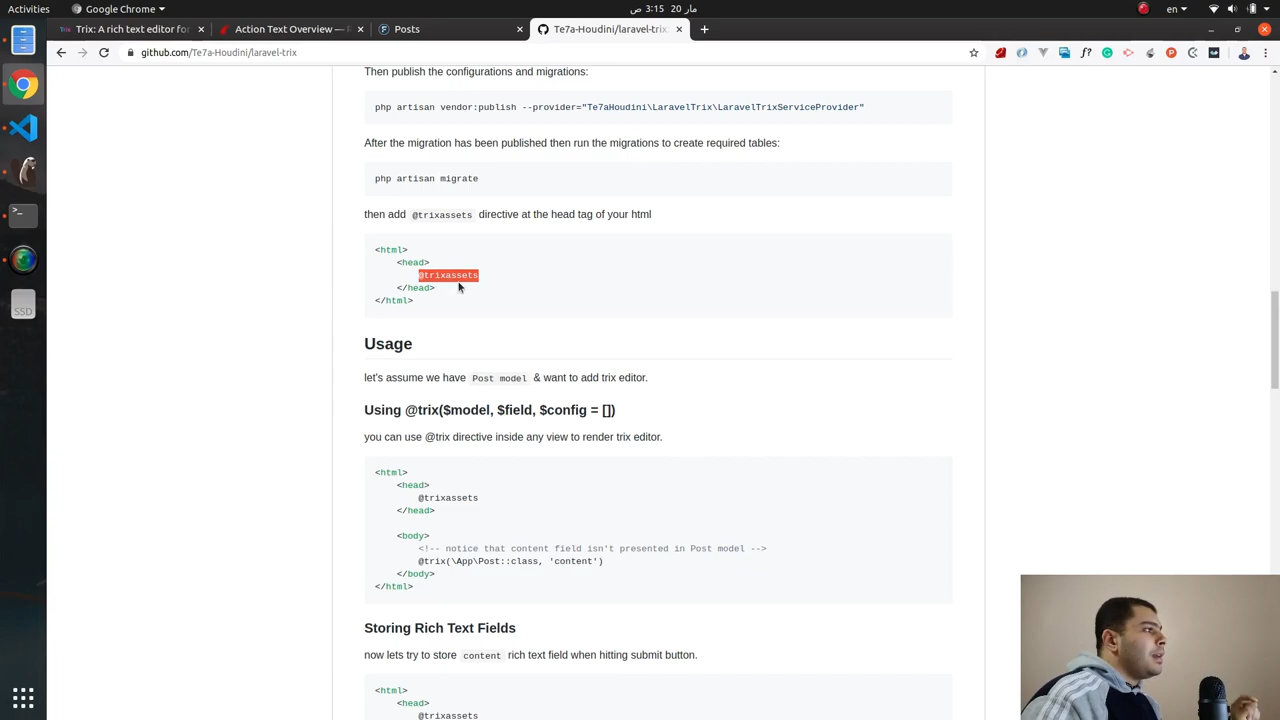 Activities
Google Chrome
مار 20 3:15 ص
en
Trix: A rich text editor for
Action Text Overview — R
Posts
Te7a-Houdini/laravel-trix
github.com/Te7a-Houdini/laravel-trix
Then publish the configurations and migrations:
php artisan vendor:publish --provider="Te7aHoudini\LaravelTrix\LaravelTrixServiceProvider"
After the migration has been published then run the migrations to create required tables:
php artisan migrate
then add @trixassets directive at the head tag of your html
<html>
<head>
@trixassets
</head>
</html>
Usage
let's assume we have Post model & want to add trix editor.
Using @trix($model, $field, $config = [])
you can use @trix directive inside any view to render trix editor.
<html>
<head>
@trixassets
</head>
<body>
<!-- notice that content field isn't presented in Post model -->
@trix(\App\Post::class, 'content')
</body>
</html>
Storing Rich Text Fields
now lets try to store content rich text field when hitting submit button.
<html>
<head>
@trixassets
SSD